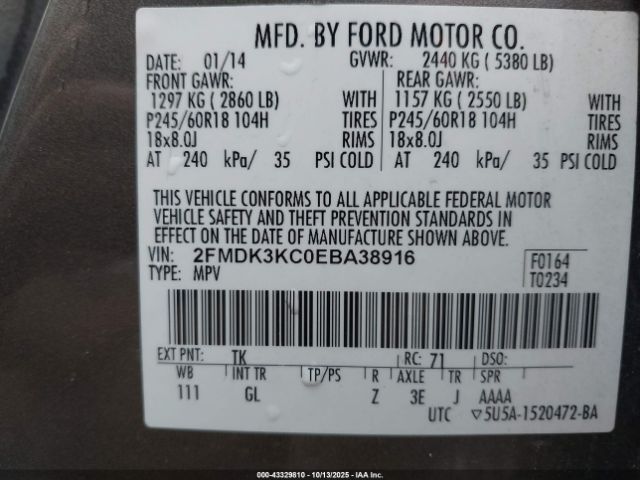 MFD. BY FORD MOTOR CO.
DATE: 01/14 GVWR: 2440 KG ( 5380 LB)
FRONT GAWR: REAR GAWR:
1297 KG ( 2860 LB) WITH 1157 KG ( 2550 LB) WITH
P245/60R18 104H TIRES P245/60R18 104H TIRES
18x8.0J RIMS 18x8.0J RIMS
AT 240 kPa/ 35 PSI COLD AT 240 kPa/ 35 PSI COLD
THIS VEHICLE CONFORMS TO ALL APPLICABLE FEDERAL MOTOR
VEHICLE SAFETY AND THEFT PREVENTION STANDARDS IN
EFFECT ON THE DATE OF MANUFACTURE SHOWN ABOVE.
VIN: 2FMDK3KC0EBA38916 F0164
TYPE: MPV T0234
EXT PNT: TK RC: 71 DSO:
WB INT TR TP/PS R AXLE TR SPR
111 GL Z 3E J AAAA
UTC ▽5U5A-1520472-BA
000-43329810 | 10/13/2025 | IAA Inc.